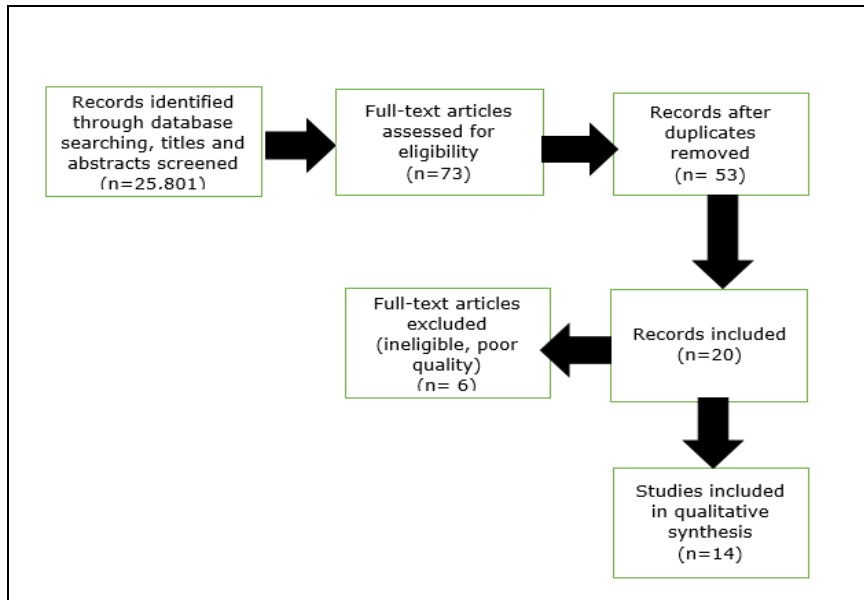 Records identified
through database
searching, titles and
abstracts screened
(n=25.801)
Full-text articles
assessed for
eligibility
(n=73)
Records after
duplicates
removed
(n= 53)
Full-text articles
excluded
(ineligible, poor
quality)
(n= 6)
Records included
(n=20)
Studies included
in qualitative
synthesis
(n=14)